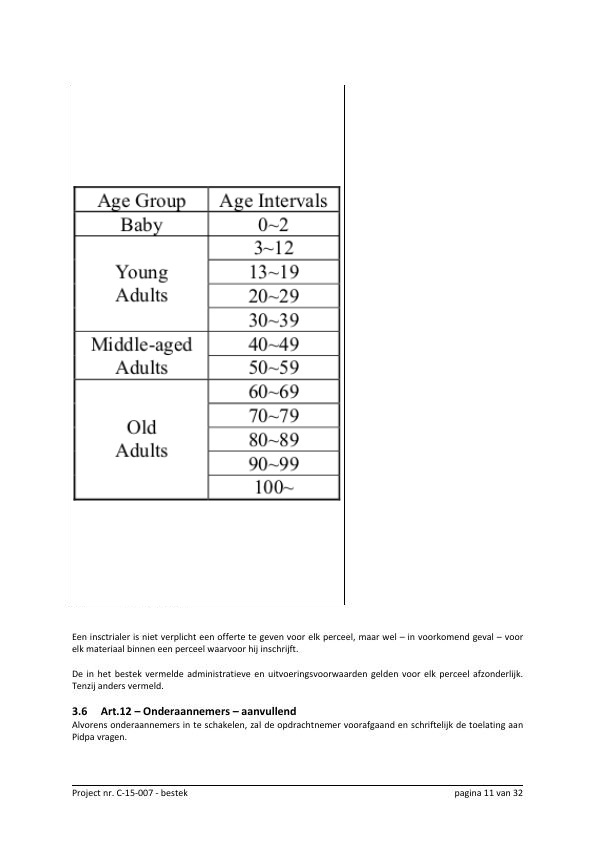 Age Group Age Intervals
Baby 0~2
3~12
Young 13~19
Adults 20~29
30~39
Middle-aged 40~49
Adults 50~59
60~69
70~79
Old 80~89
Adults 90~99
100~
Een insctrialer is niet verplicht een offerte te geven voor elk perceel, maar wel – in voorkomend geval – voor
elk materiaal binnen een perceel waarvoor hij inschrijft.
De in het bestek vermelde administratieve en uitvoeringsvoorwaarden gelden voor elk perceel afzonderlijk.
Tenzij anders vermeld.
3.6 Art.12 – Onderaannemers – aanvullend
Alvorens onderaannemers in te schakelen, zal de opdrachtnemer voorafgaand en schriftelijk de toelating aan
Pidpa vragen.
Project nr. C-15-007 - bestek pagina 11 van 32